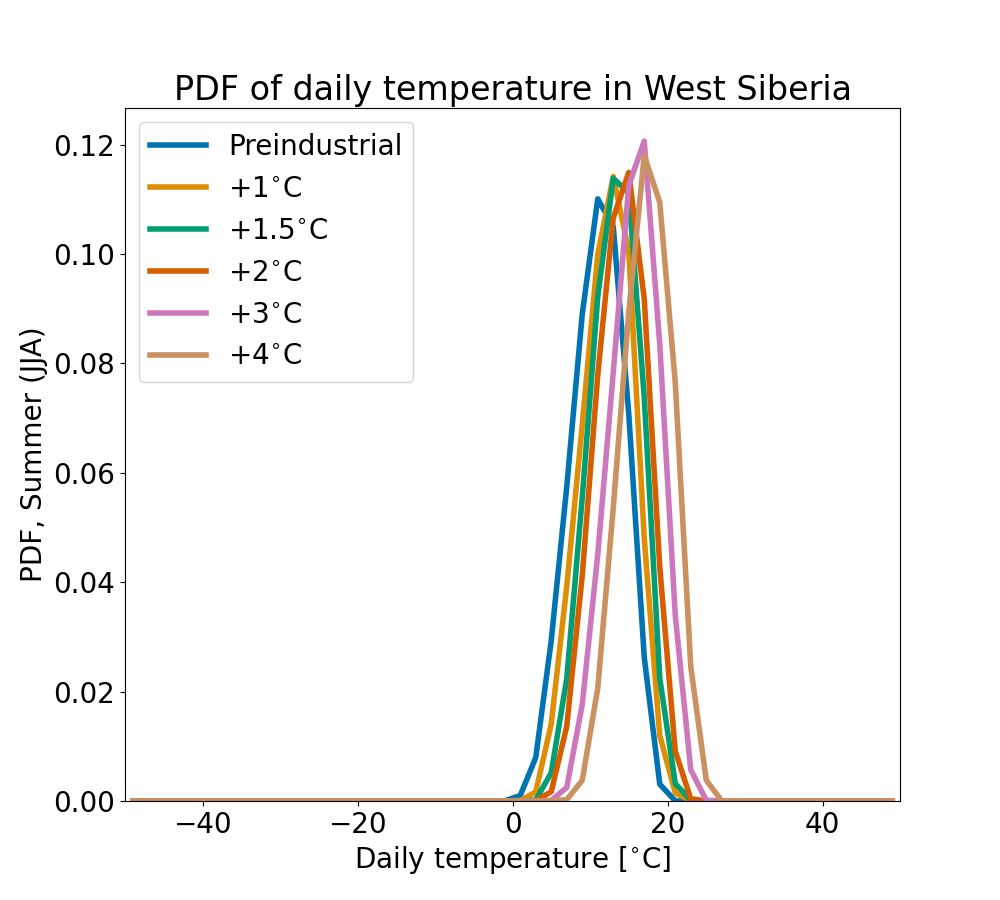 PDF of daily temperature in West Siberia
Preindustrial
+1°C
+1.5°C
+2°C
+3°C
+4°C
0.12
0.10
0.08
0.06
0.04
0.02
0.00
PDF, Summer (JJA)
−40
−20
0
20
40
Daily temperature [°C]